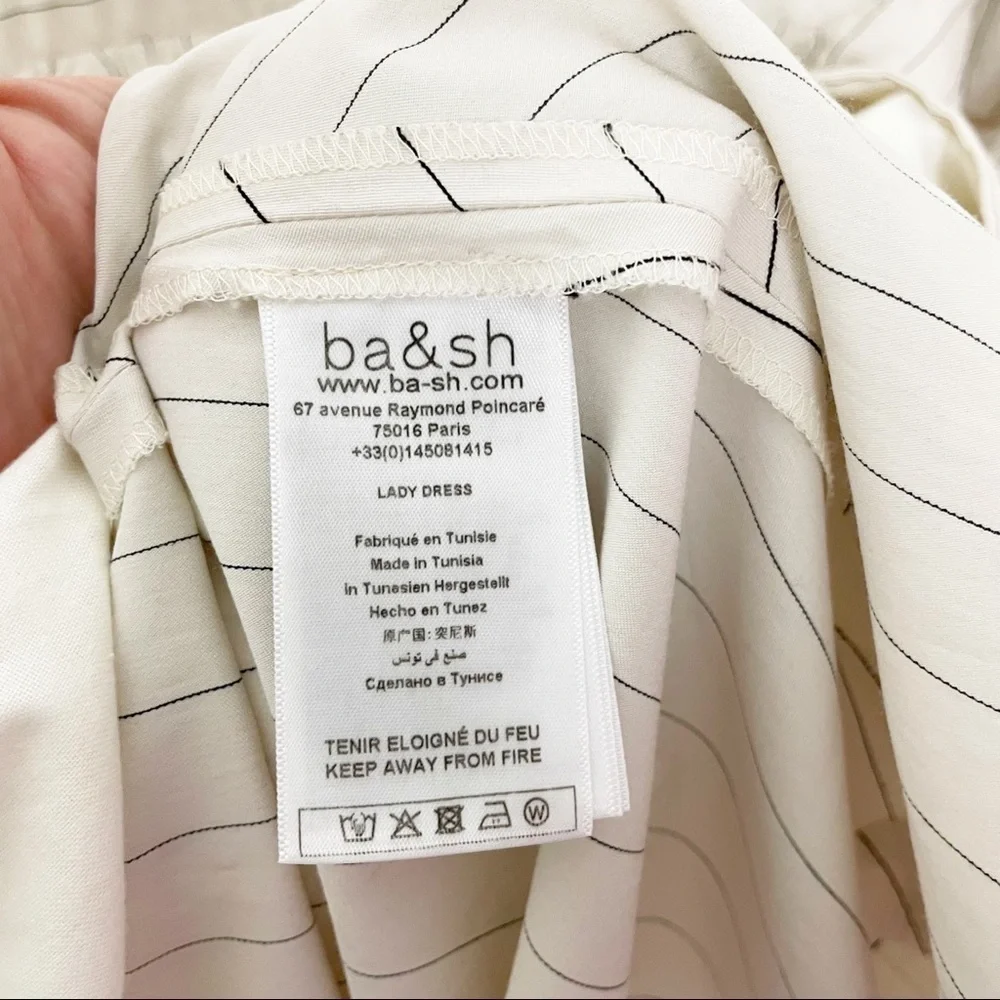 ba&sh
www.ba-sh.com
67 avenue Raymond Poincaré
75016 Paris
+33(0)145081415
LADY DRESS
Fabriqué en Tunisie
Made in Tunisia
in Tunesien Hergestellt
Hecho en Tunez
原产国:突尼斯
صنع في تونس
Сделано в Тунисе
TENIR ELOIGNÉ DU FEU
KEEP AWAY FROM FIRE
W